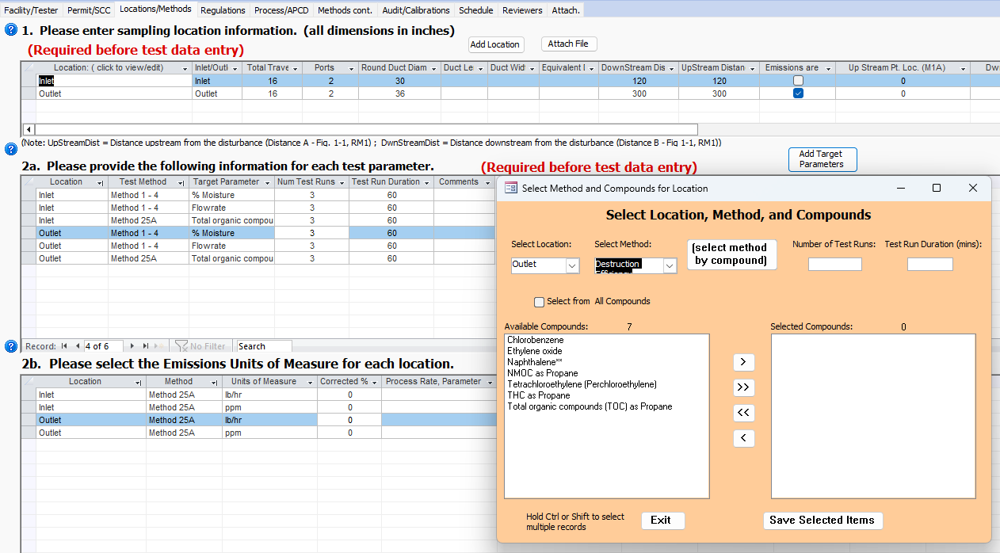 Facility/Tester Permit/SCC Locations/Methods Regulations Process/APCD Methods cont. Audit/Calibrations Schedule Reviewers Attach.
1. Please enter sampling location information. (all dimensions in inches)
(Required before test data entry)
Add Location
Attach File
Location: ( click to view/edit) Inlet/Outl Total Trave Ports Round Duct Diam Duct Le Duct Wid Equivalent DownStream Dis UpStream Distan Emissions are Up Stream Pt. Loc. (M1A) Dw
Inlet Inlet 16 2 30 120 120 0
Outlet Outlet 16 2 36 300 300 0
(Note: UpStreamDist = Distance upstream from the disturbance (Distance A - Fig. 1-1, RM1) ; DwnStreamDist = Distance downstream from the disturbance (Distance B - Fig 1-1, RM1))
2a. Please provide the following information for each test parameter.
(Required before test data entry)
Add Target
Parameters
Location Test Method Target Parameter Num Test Runs Test Run Duration Comments
Inlet Method 1 - 4 % Moisture 3 60
Inlet Method 1 - 4 Flowrate 3 60
Inlet Method 25A Total organic compou 3 60
Outlet Method 1 - 4 % Moisture 3 60
Outlet Method 1 - 4 Flowrate 3 60
Outlet Method 25A Total organic compou 3 60
Record: 4 of 6 No Filter Search
2b. Please select the Emissions Units of Measure for each location.
Location Method Units of Measure Corrected % Process Rate, Parameter
Inlet Method 25A lb/hr 0
Inlet Method 25A ppm 0
Outlet Method 25A lb/hr 0
Outlet Method 25A ppm 0
Select Method and Compounds for Location
Select Location, Method, and Compounds
Select Location: Select Method:
Outlet
Destruction
Efficiency
(select method
by compound)
Number of Test Runs: Test Run Duration (mins):
Select from All Compounds
Available Compounds: 7
Chlorobenzene
Ethylene oxide
Naphthalene**
NMOC as Propane
Tetrachloroethylene (Perchloroethylene)
THC as Propane
Total organic compounds (TOC) as Propane
>
>>
<<
<
Selected Compounds: 0
Hold Ctrl or Shift to select
multiple records
Exit
Save Selected Items